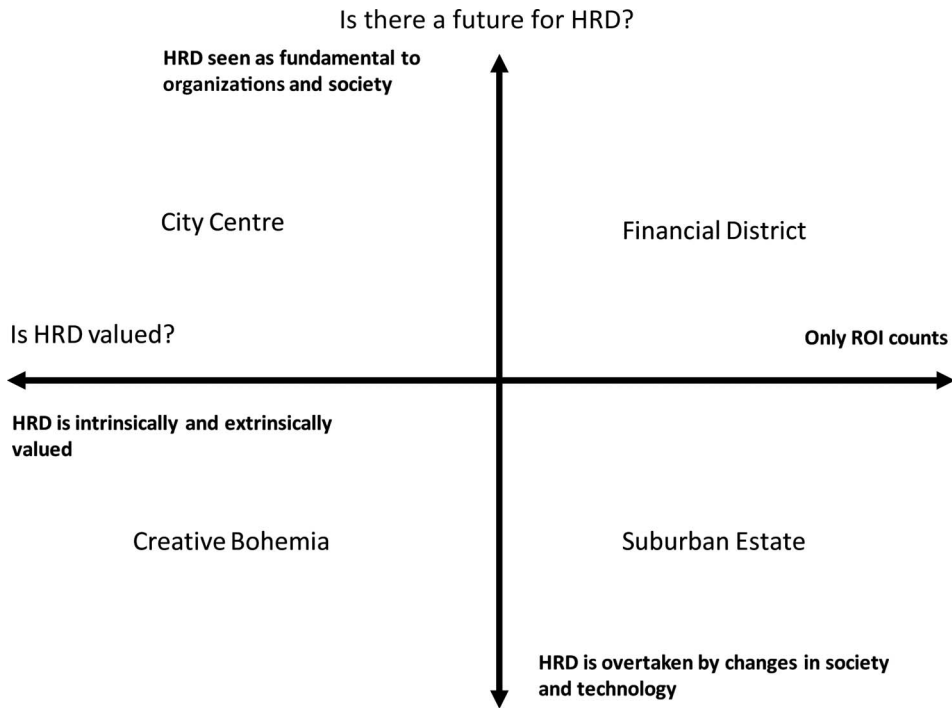 Is there a future for HRD?
HRD seen as fundamental to
organizations and society
City Centre
Financial District
Is HRD valued?
Only ROI counts
HRD is intrinsically and extrinsically
valued
Creative Bohemia
Suburban Estate
HRD is overtaken by changes in society
and technology